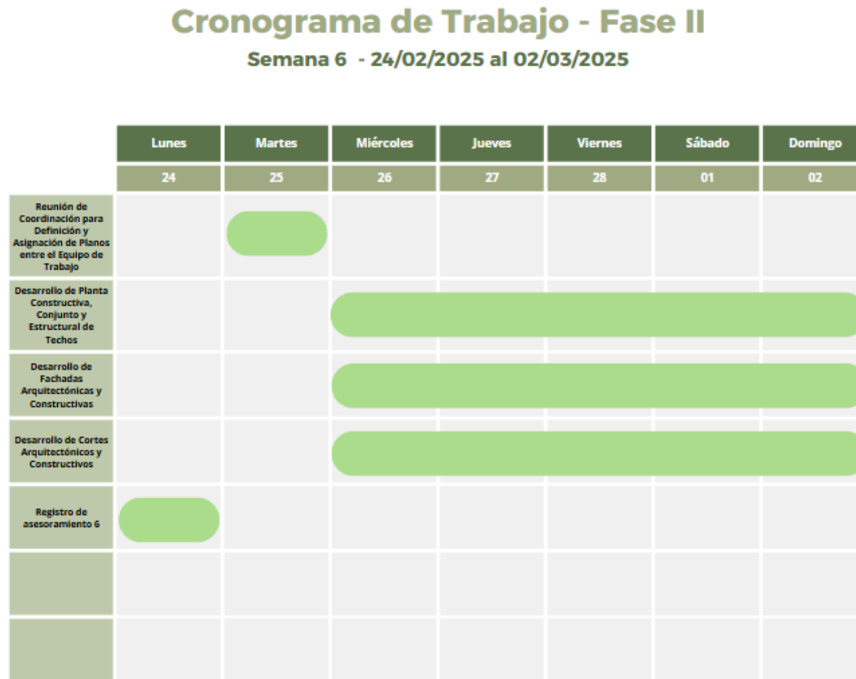 Cronograma de Trabajo - Fase II
Semana 6 - 24/02/2025 al 02/03/2025
Lunes Martes Miércoles Jueves Viernes Sábado Domingo
24 25 26 27 28 01 02
Reunión de
Coordinación para
Definición y
Asignación de Planos
entre el Equipo de
Trabajo
Desarrollo de Planta
Constructiva,
Conjunto y
Estructural de
Techos
Desarrollo de
Fachadas
Arquitectónicas y
Constructivas
Desarrollo de Cortes
Arquitectónicos y
Constructivos
Registro de
asesoramiento 6